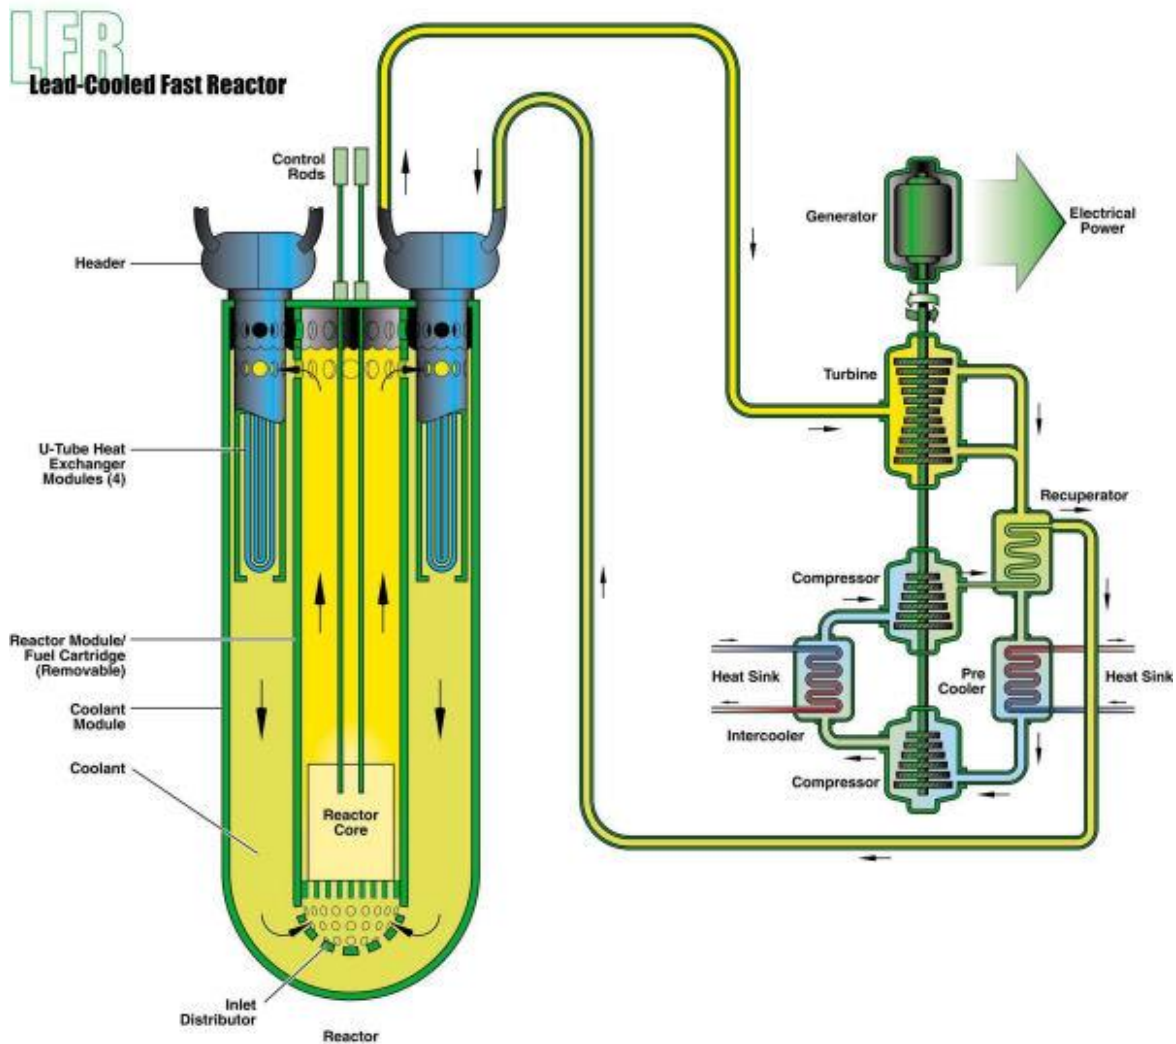 LFR
Lead-Cooled Fast Reactor
Control
Rods
Header
U-Tube Heat
Exchanger
Modules (4)
Reactor Module/
Fuel Cartridge
(Removable)
Coolant
Module
Coolant
Reactor
Core
Inlet
Distributor
Reactor
Generator
Electrical
Power
Turbine
Recuperator
Compressor
Heat Sink
Pre
Cooler
Heat Sink
Intercooler
Compressor